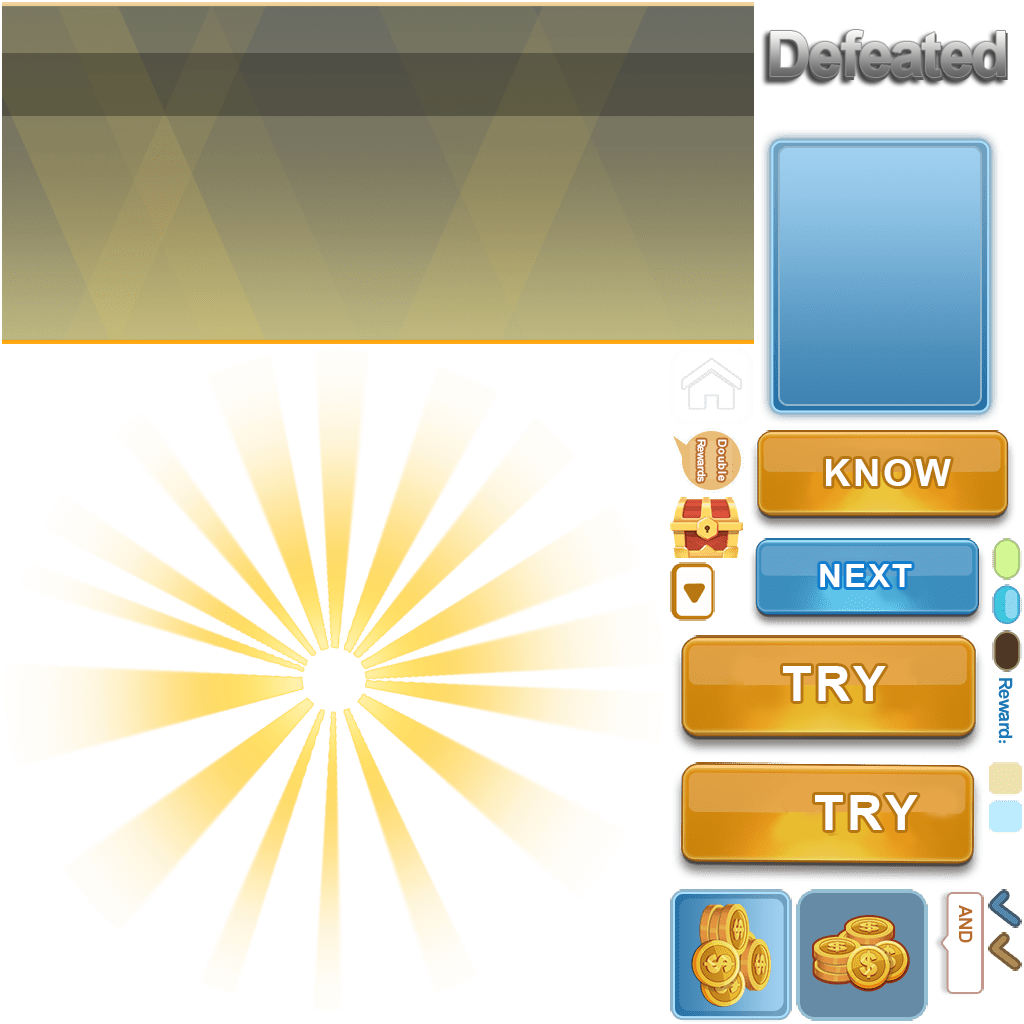 Defeated
Double
Rewards
KNOW
NEXT
TRY
Reward:
TRY
AND